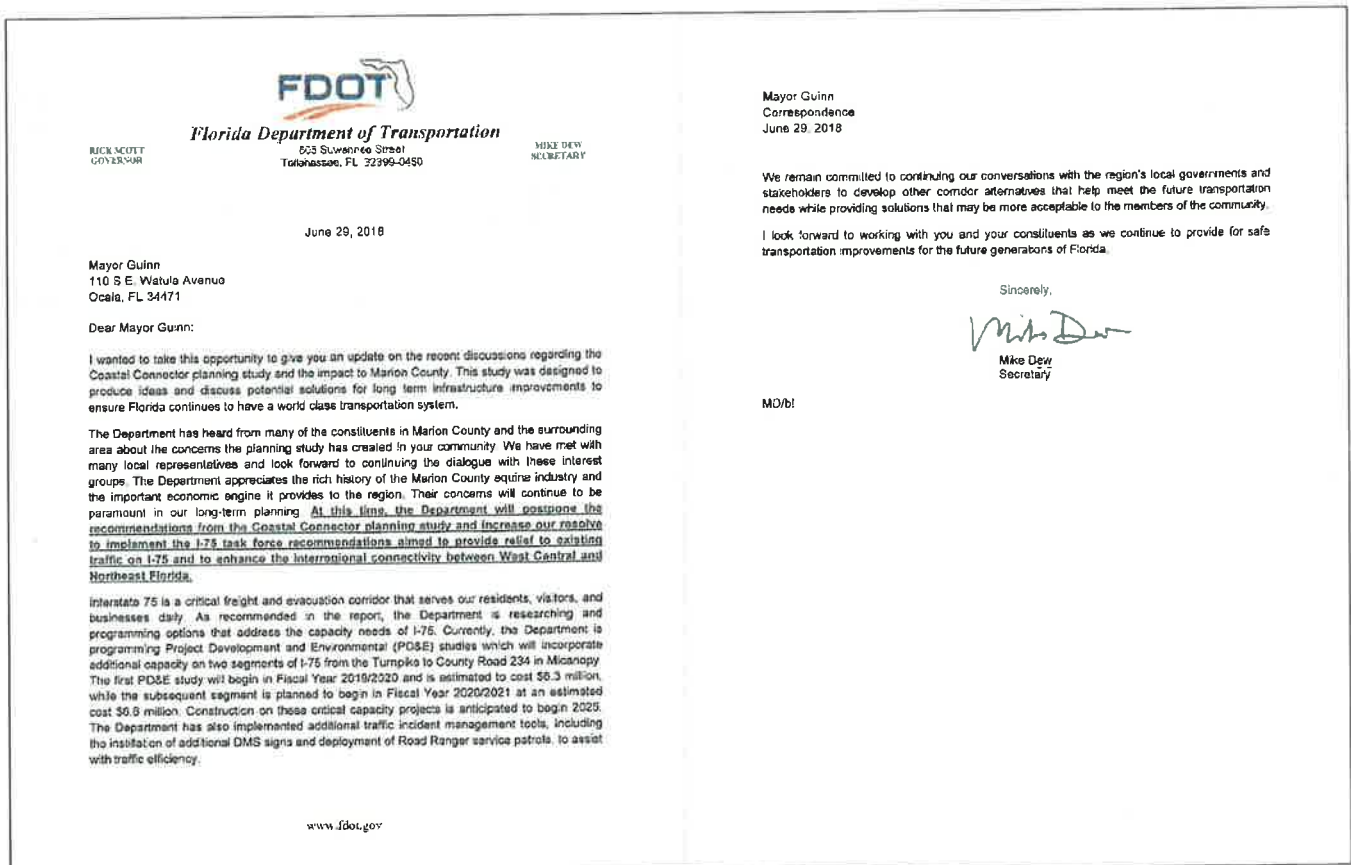 FDOT
Florida Department of Transportation
RICK SCOTT
GOVERNOR
605 Suwannee Street
Tallahassee, FL 32399-0450
MIKE DEW
SECRETARY
June 29, 2018
Mayor Guinn
110 S.E. Watula Avenue
Ocala, FL 34471
Dear Mayor Guinn:
I wanted to take this opportunity to give you an update on the recent discussions regarding the
Coastal Connector planning study and the impact to Marion County. This study was designed to
produce ideas and discuss potential solutions for long term infrastructure improvements to
ensure Florida continues to have a world class transportation system.
The Department has heard from many of the constituents in Marion County and the surrounding
area about the concerns the planning study has created in your community. We have met with
many local representatives and look forward to continuing the dialogue with these interest
groups. The Department appreciates the rich history of the Marion County equine industry and
the important economic engine it provides to the region. Their concerns will continue to be
paramount in our long-term planning. At this time, the Department will postpone the
recommendations from the Coastal Connector planning study and increase our resolve
to implement the I-75 task force recommendations aimed to provide relief to existing
traffic on I-75 and to enhance the interregional connectivity between West Central and
Northeast Florida.
Interstate 75 is a critical freight and evacuation corridor that serves our residents, visitors, and
businesses daily. As recommended in the report, the Department is researching and
programming options that address the capacity needs of I-75. Currently, the Department is
programming Project Development and Environmental (PD&E) studies which will incorporate
additional capacity on two segments of I-75 from the Turnpike to County Road 234 in Micanopy.
The first PD&E study will begin in Fiscal Year 2019/2020 and is estimated to cost $6.3 million,
while the subsequent segment is planned to begin in Fiscal Year 2020/2021 at an estimated
cost $6.8 million. Construction on these critical capacity projects is anticipated to begin 2025.
The Department has also implemented additional traffic incident management tools, including
the instillation of additional DMS signs and deployment of Road Ranger service patrols, to assist
with traffic efficiency.
www.fdot.gov
Mayor Guinn
Correspondence
June 29, 2018
We remain committed to continuing our conversations with the region's local governments and
stakeholders to develop other corridor alternatives that help meet the future transportation
needs while providing solutions that may be more acceptable to the members of the community.
I look forward to working with you and your constituents as we continue to provide for safe
transportation improvements for the future generations of Florida.
Sincerely,
Mike Dew
Mike Dew
Secretary
MD/bl